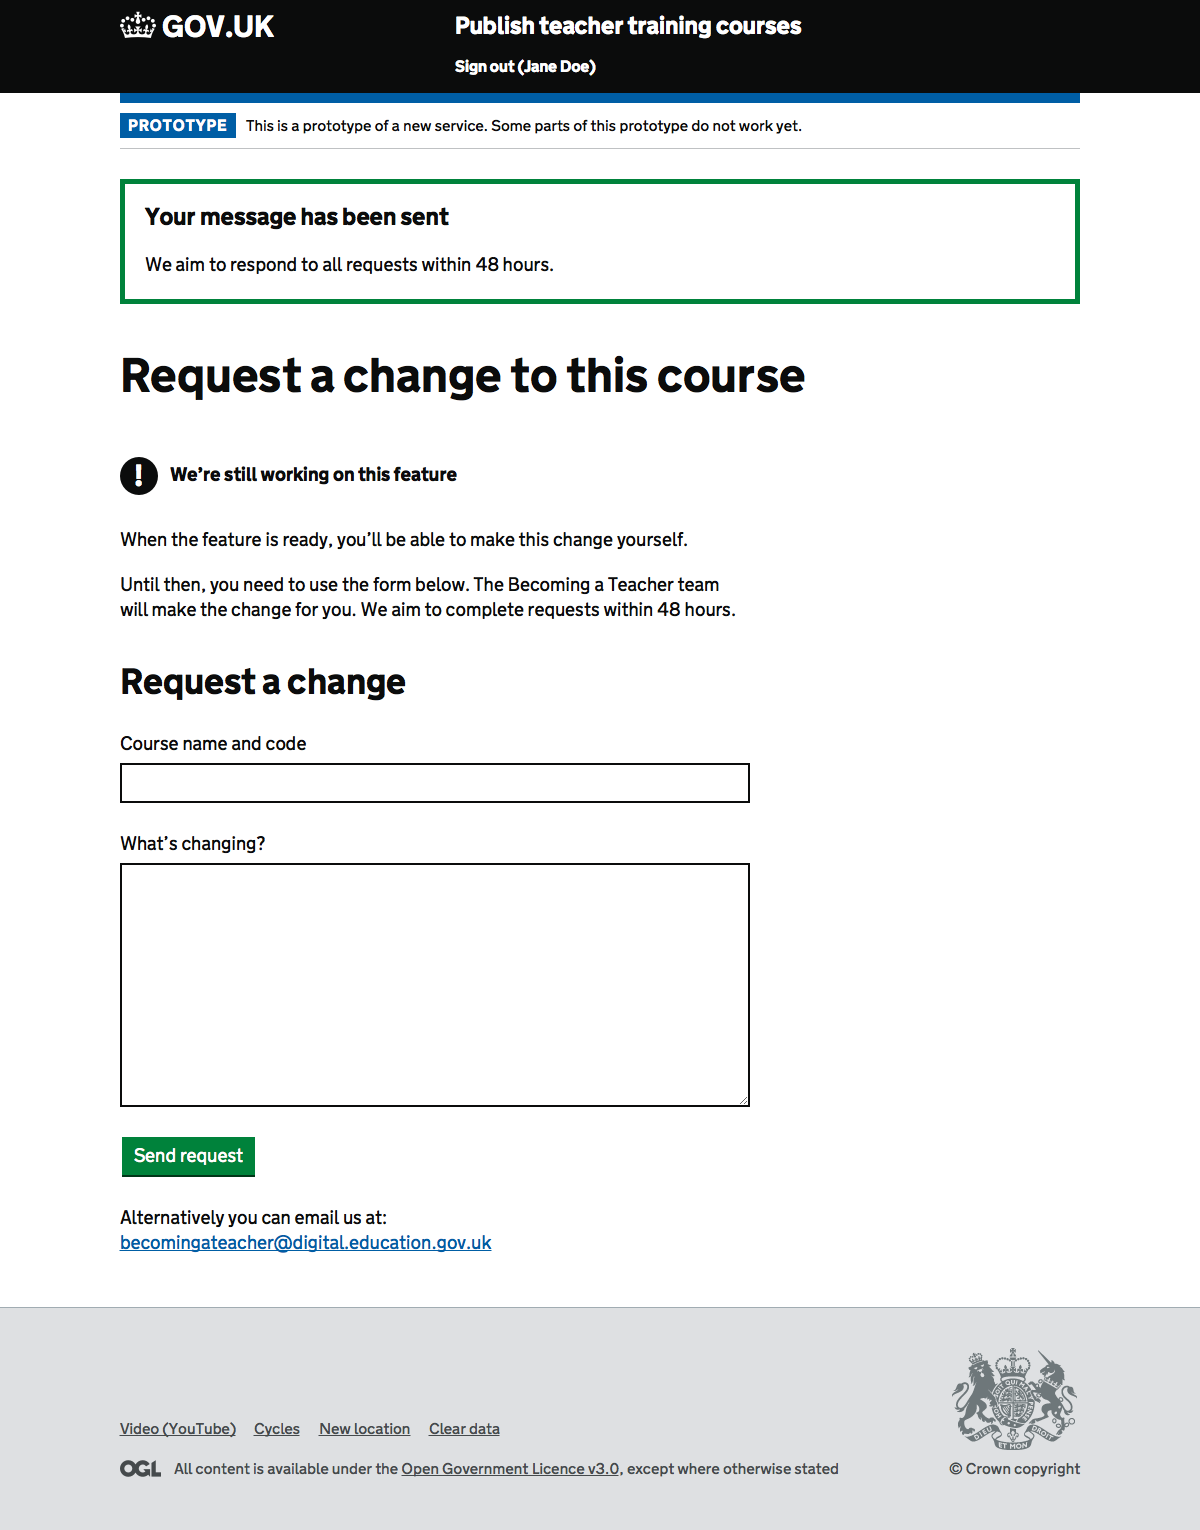 GOV.UK
Publish teacher training courses
Sign out (Jane Doe)
PROTOTYPE This is a prototype of a new service. Some parts of this prototype do not work yet.
Your message has been sent
We aim to respond to all requests within 48 hours.
Request a change to this course
! We’re still working on this feature
When the feature is ready, you’ll be able to make this change yourself.
Until then, you need to use the form below. The Becoming a Teacher team
will make the change for you. We aim to complete requests within 48 hours.
Request a change
Course name and code
What’s changing?
Send request
Alternatively you can email us at:
becomingateacher@digital.education.gov.uk
Video (YouTube) Cycles New location Clear data
DIEU ET MON DROIT
OGL All content is available under the Open Government Licence v3.0, except where otherwise stated
© Crown copyright